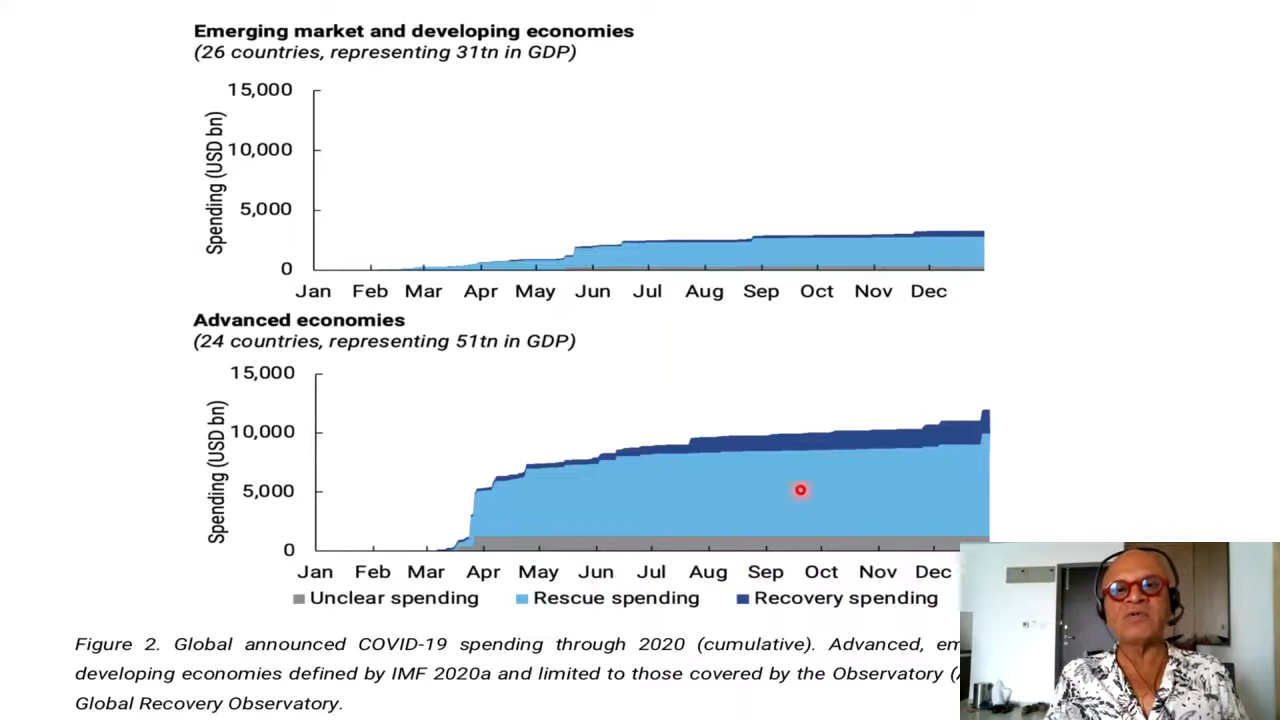 Emerging market and developing economies
(26 countries, representing 31tn in GDP)
Spending (USD bn)
15,000
10,000
5,000
0
Jan Feb Mar Apr May Jun Jul Aug Sep Oct Nov Dec
Advanced economies
(24 countries, representing 51tn in GDP)
Spending (USD bn)
15,000
10,000
5,000
0
Jan Feb Mar Apr May Jun Jul Aug Sep Oct Nov Dec
Unclear spending Rescue spending Recovery spending
Figure 2. Global announced COVID-19 spending through 2020 (cumulative). Advanced, em
developing economies defined by IMF 2020a and limited to those covered by the Observatory (
Global Recovery Observatory.